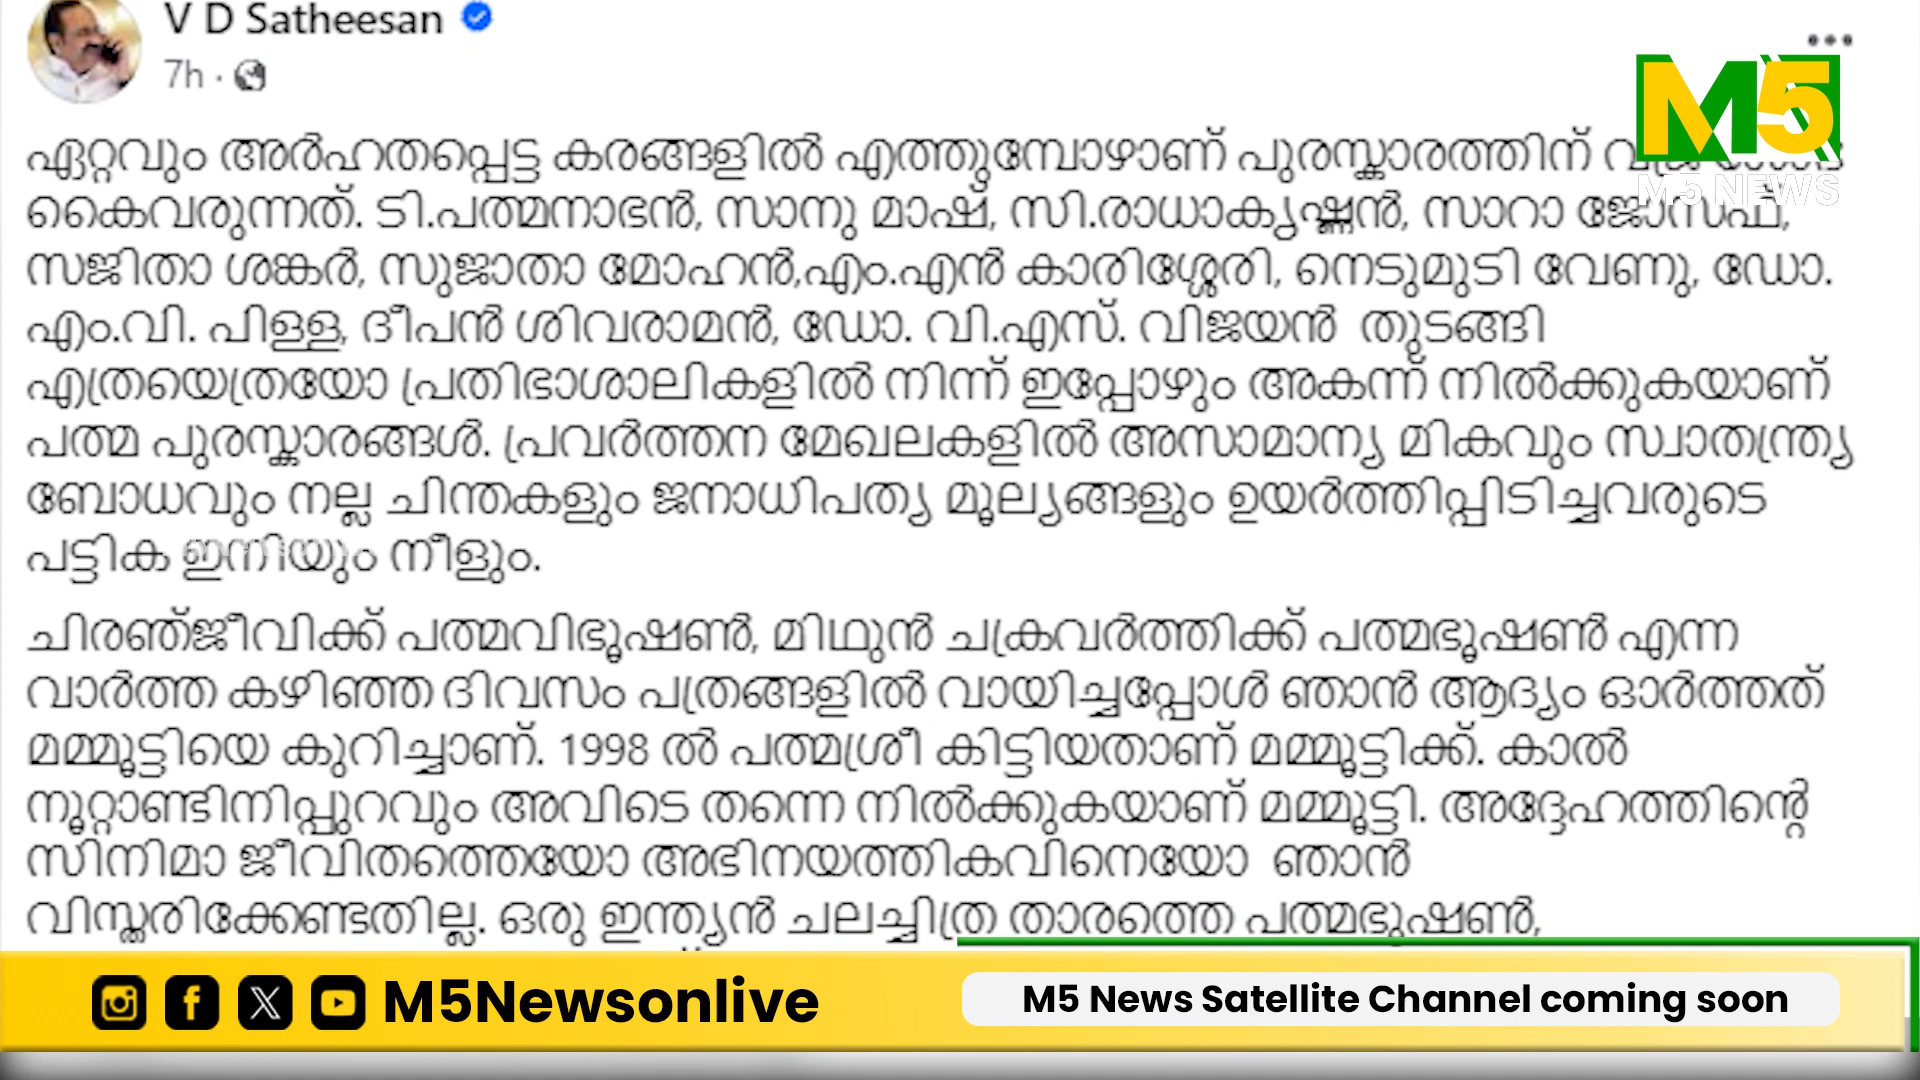 V D Satheesan
7h ·
ഏറ്റവും അർഹതപ്പെട്ട കരങ്ങളിൽ എത്തുമ്പോഴാണ് പുരസ്കാരത്തിന്
M5
M5 NEWS
കൈവരുന്നത്. ടി.പത്മനാഭൻ, സാനു മാഷ്, സി.രാധാകൃഷ്ണൻ, സാറാ ജോസഫ്,
സജിതാ ശങ്കർ, സുജാതാ മോഹൻ,എം.എൻ കാരിശ്ശേരി, നെടുമുടി വേണു, ഡോ.
എം.വി. പിള്ള, ദീപൻ ശിവരാമൻ, ഡോ. വി.എസ്. വിജയൻ തുടങ്ങി
എത്രയെത്രയോ പ്രതിഭാശാലികളിൽ നിന്ന് ഇപ്പോഴും അകന്ന് നിൽക്കുകയാണ്
പത്മ പുരസ്കാരങ്ങൾ. പ്രവർത്തന മേഖലകളിൽ അസാമാന്യ മികവും സ്വാതന്ത്ര്യ
ബോധവും നല്ല ചിന്തകളും ജനാധിപത്യ മൂല്യങ്ങളും ഉയർത്തിപ്പിടിച്ചവരുടെ
പട്ടിക ഇനിയും നീളും.
ചിരഞ്ജീവിക്ക് പത്മവിഭൂഷൺ, മിഥുൻ ചക്രവർത്തിക്ക് പത്മഭൂഷൺ എന്ന
വാർത്ത കഴിഞ്ഞ ദിവസം പത്രങ്ങളിൽ വായിച്ചപ്പോൾ ഞാൻ ആദ്യം ഓർത്തത്
മമ്മൂട്ടിയെ കുറിച്ചാണ്. 1998 ൽ പത്മശ്രീ കിട്ടിയതാണ് മമ്മൂട്ടിക്ക്. കാൽ
നൂറ്റാണ്ടിനിപ്പുറവും അവിടെ തന്നെ നിൽക്കുകയാണ് മമ്മൂട്ടി. അദ്ദേഹത്തിന്റെ
സിനിമാ ജീവിതത്തെയോ അഭിനയത്തികവിനെയോ ഞാൻ
വിസ്തരിക്കേണ്ടതില്ല. ഒരു ഇന്ത്യൻ ചലച്ചിത്ര താരത്തെ പത്മഭൂഷൺ,
M5Newsonlive
M5 News Satellite Channel coming soon